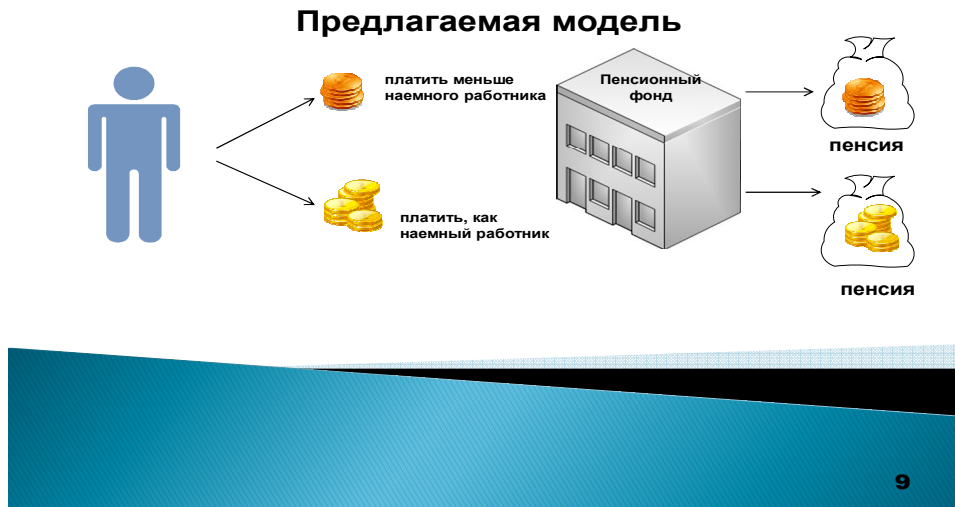 Предлагаемая модель
платить меньше
наемного работника
Пенсионный
фонд
пенсия
платить, как
наемный работник
пенсия
9